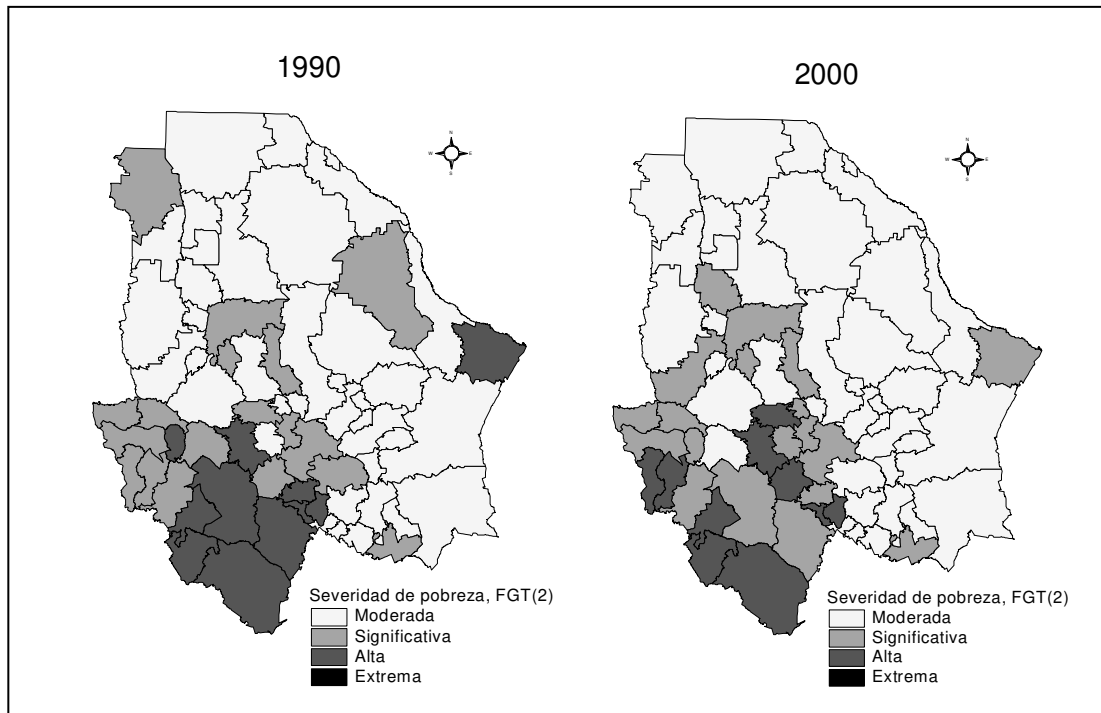 1990
2000
N
W E
S
N
W E
S
Severidad de pobreza, FGT(2)
Moderada
Significativa
Alta
Extrema
Severidad de pobreza, FGT(2)
Moderada
Significativa
Alta
Extrema